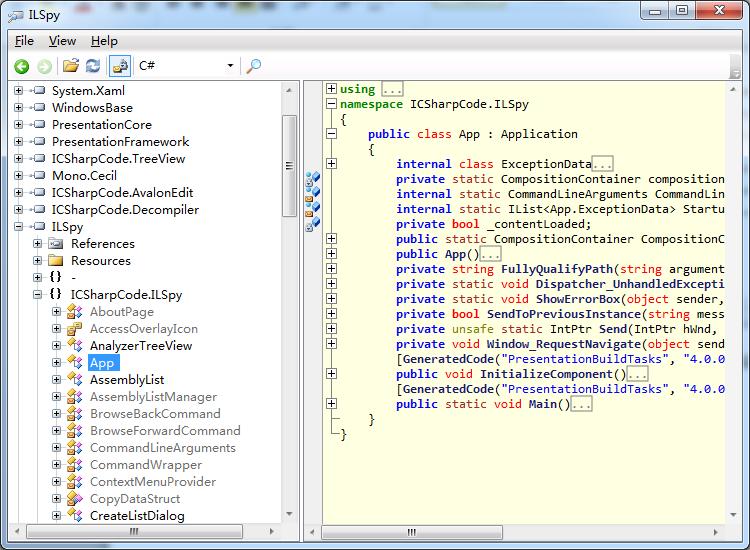 ILSpy
File View Help
C#
System.Xaml
WindowsBase
PresentationCore
PresentationFramework
ICSharpCode.TreeView
Mono.Cecil
ICSharpCode.AvalonEdit
ICSharpCode.Decompiler
ILSpy
References
Resources
{} -
{} ICSharpCode.ILSpy
AboutPage
AccessOverlayIcon
AnalyzerTreeView
App
AssemblyList
AssemblyListManager
BrowseBackCommand
BrowseForwardCommand
CommandLineArguments
CommandWrapper
ContextMenuProvider
CopyDataStruct
CreateListDialog
using ...
namespace ICSharpCode.ILSpy
{
public class App : Application
{
internal class ExceptionData...
private static CompositionContainer composition
internal static CommandLineArguments CommandLin
internal static IList<App.ExceptionData> Startu
private bool _contentLoaded;
public static CompositionContainer CompositionC
public App()...
private string FullyQualifyPath(string argument
private static void Dispatcher_UnhandledExcepti
private static void ShowErrorBox(object sender,
private bool SendToPreviousInstance(string mess
private unsafe static IntPtr Send(IntPtr hWnd,
private void Window_RequestNavigate(object send
[GeneratedCode("PresentationBuildTasks", "4.0.0
public void InitializeComponent()...
[GeneratedCode("PresentationBuildTasks", "4.0.0
public static void Main()...
}
}